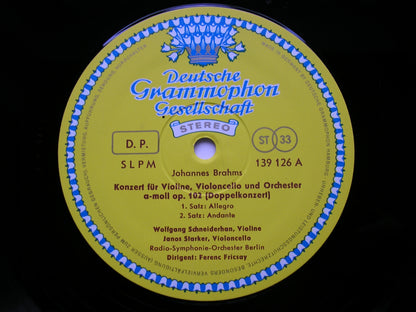 Deutsche
Grammophon
Gesellschaft
STEREO
D. P.
ST 33
SLPM
139 126 A
Johannes Brahms
Konzert für Violine, Violoncello und Orchester
a-moll op. 102 (Doppelkonzert)
1. Satz: Allegro
2. Satz: Andante
Wolfgang Schneiderhan, Violine
Janos Starker, Violoncello
Radio-Symphonie-Orchester Berlin
Dirigent: Ferenc Fricsay